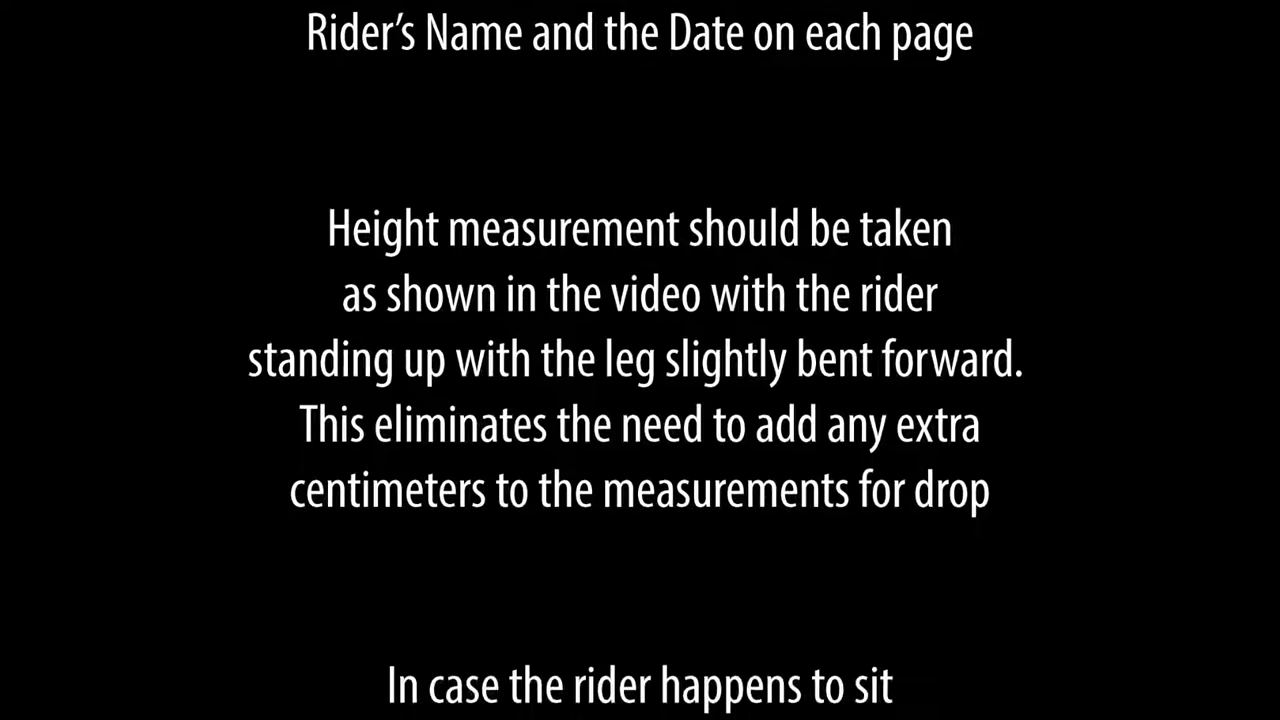 Rider’s Name and the Date on each page
Height measurement should be taken
as shown in the video with the rider
standing up with the leg slightly bent forward.
This eliminates the need to add any extra
centimeters to the measurements for drop
In case the rider happens to sit